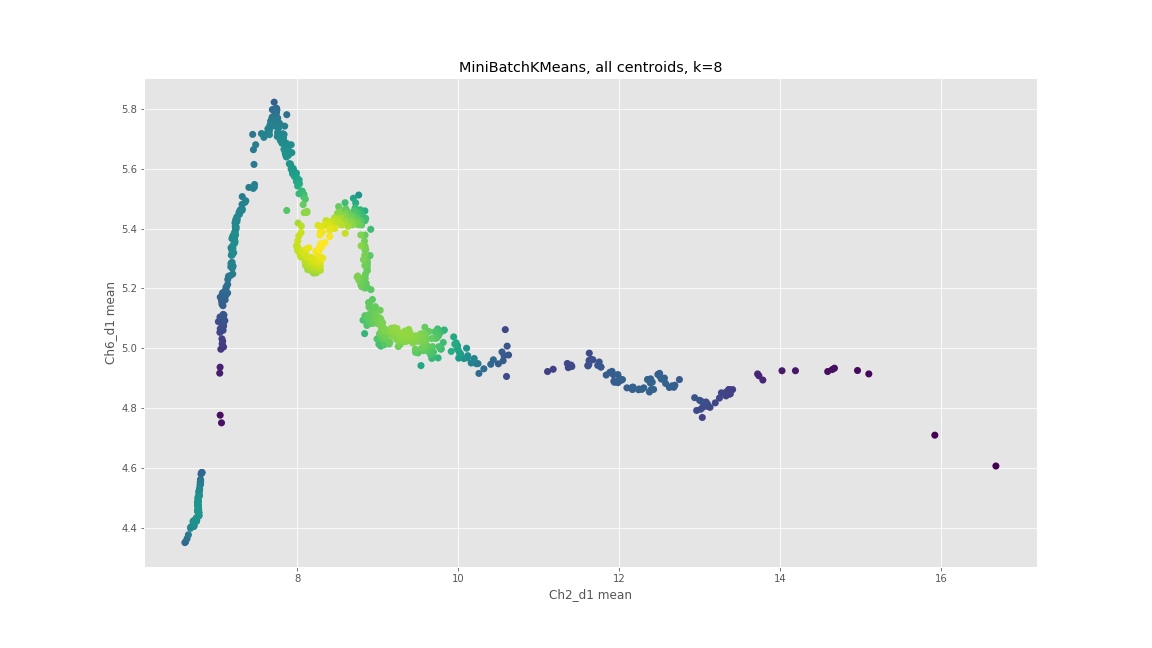 MiniBatchKMeans, all centroids, k=8
5.8
5.6
5.4
5.2
5.0
4.8
4.6
4.4
Ch6_d1 mean
8 10 12 14 16
Ch2_d1 mean